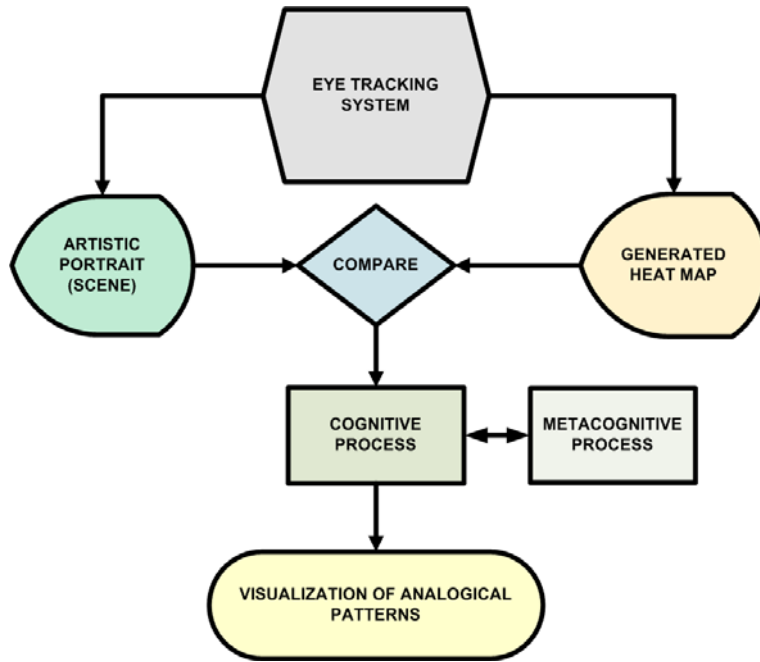 EYE TRACKING
SYSTEM
ARTISTIC
PORTRAIT
(SCENE)
COMPARE
GENERATED
HEAT MAP
COGNITIVE
PROCESS
METACOGNITIVE
PROCESS
VISUALIZATION OF ANALOGICAL
PATTERNS